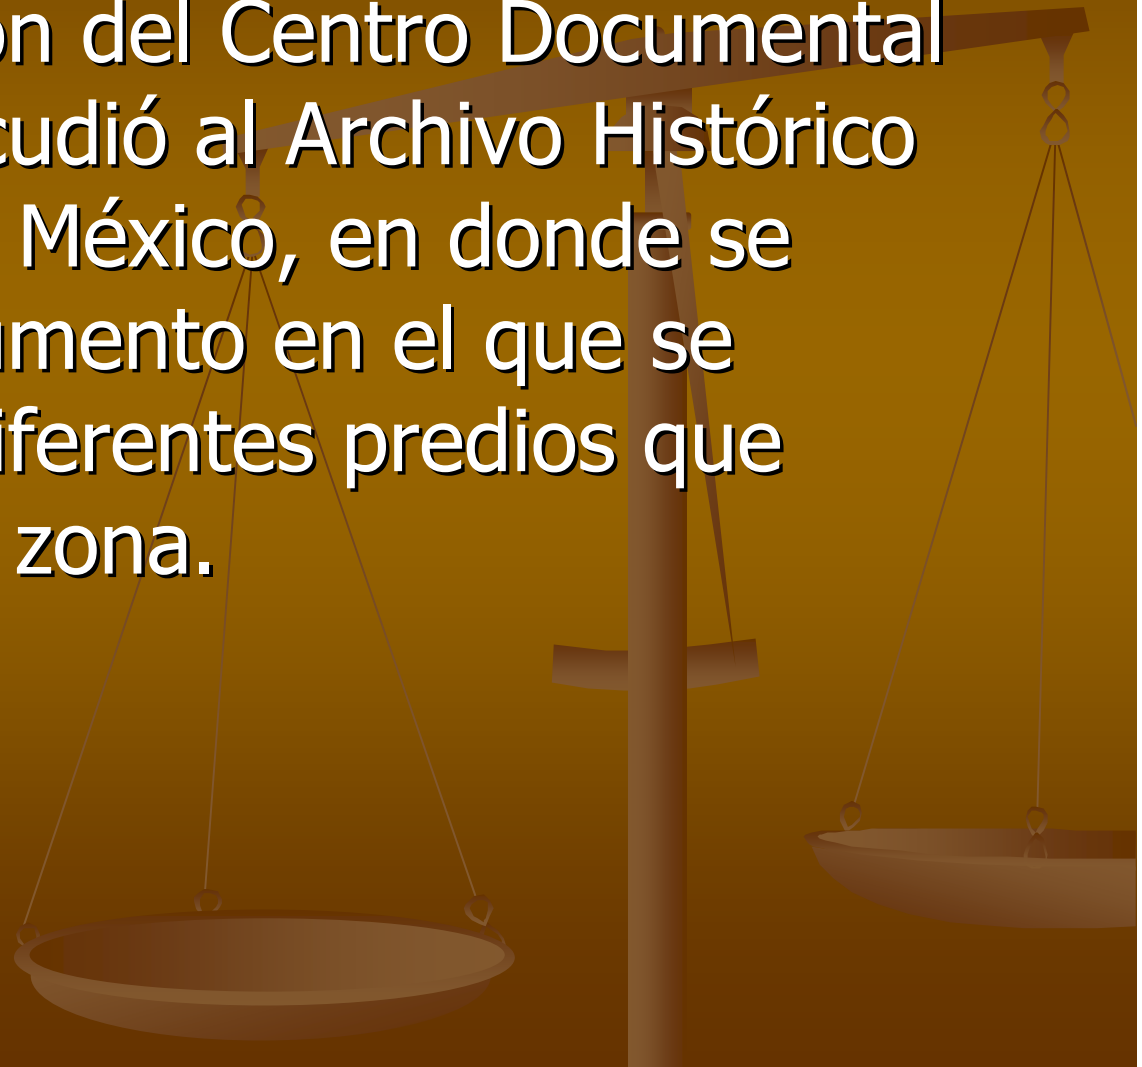 ón del Centro Documental
cudió al Archivo Histórico
México, en donde se
umento en el que se
iferentes predios que
zona.